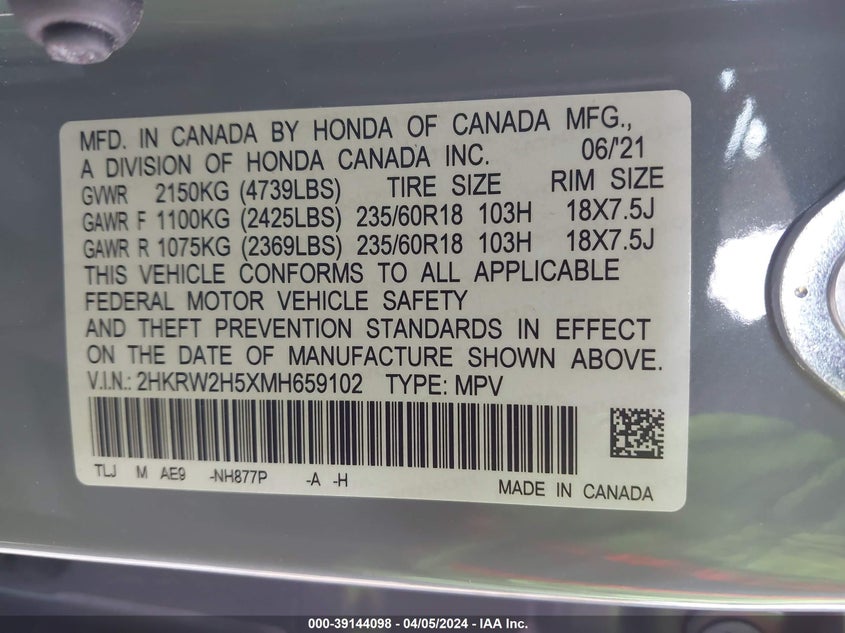 MFD. IN CANADA BY HONDA OF CANADA MFG.,
A DIVISION OF HONDA CANADA INC. 06/'21
GVWR 2150KG (4739LBS) TIRE SIZE RIM SIZE
GAWR F 1100KG (2425LBS) 235/60R18 103H 18X7.5J
GAWR R 1075KG (2369LBS) 235/60R18 103H 18X7.5J
THIS VEHICLE CONFORMS TO ALL APPLICABLE
FEDERAL MOTOR VEHICLE SAFETY
AND THEFT PREVENTION STANDARDS IN EFFECT
ON THE DATE OF MANUFACTURE SHOWN ABOVE.
V.I.N.: 2HKRW2H5XMH659102 TYPE: MPV
TLJ M AE9 -NH877P -A -H
MADE IN CANADA
000-39144098 - 04/05/2024 - IAA Inc.